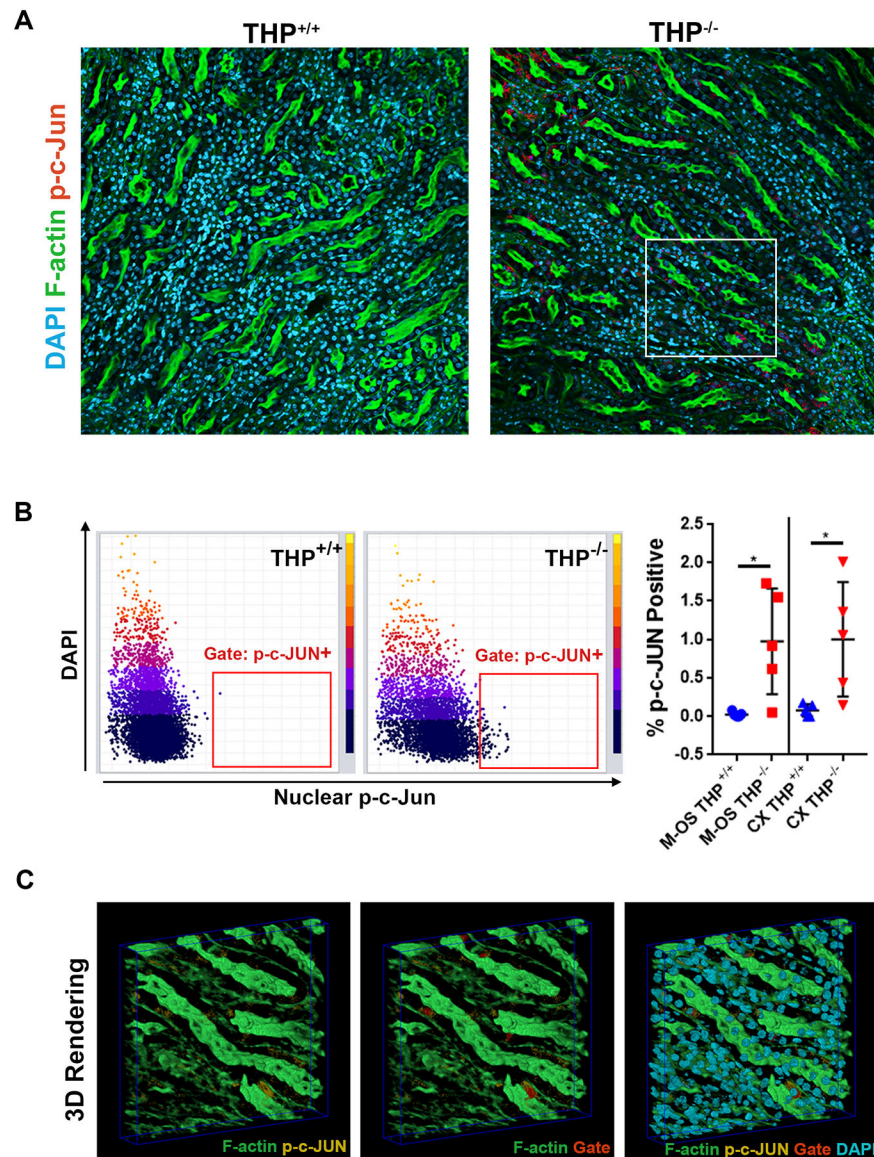 A
THP+/+
THP-/-
DAPI F-actin p-c-Jun
B
DAPI
THP+/+
Gate: p-c-JUN+
THP-/-
Gate: p-c-JUN+
Nuclear p-c-Jun
% p-c-JUN Positive
2.5
2.0
1.5
1.0
0.5
0.0
-0.5
*
*
M-OS THP+/+
M-OS THP-/-
CX THP+/+
CX THP-/-
C
3D Rendering
F-actin p-c-JUN
F-actin Gate
F-actin p-c-JUN Gate DAPI